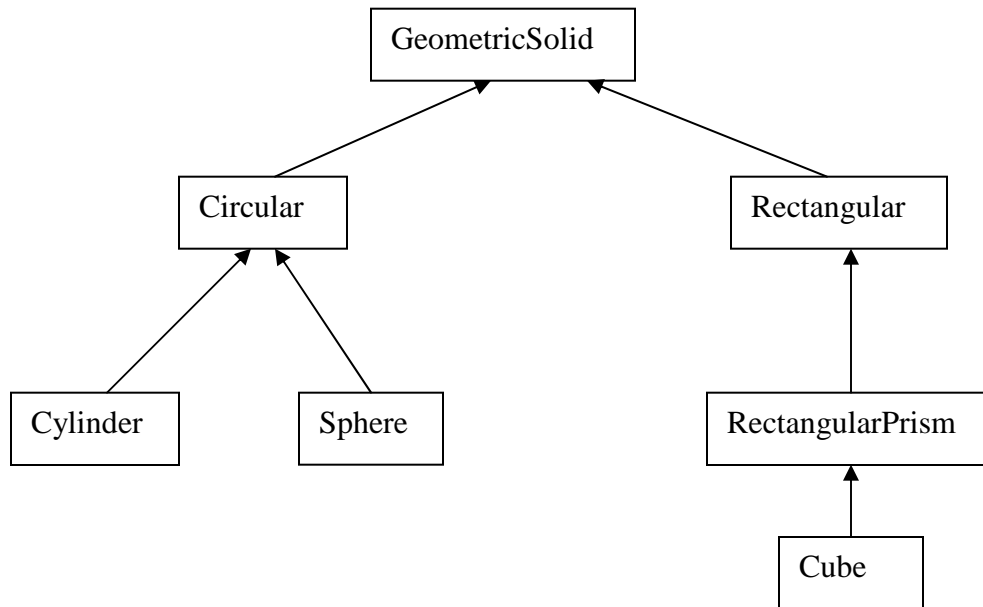 GeometricSolid
Circular
Rectangular
Cylinder
Sphere
RectangularPrism
Cube